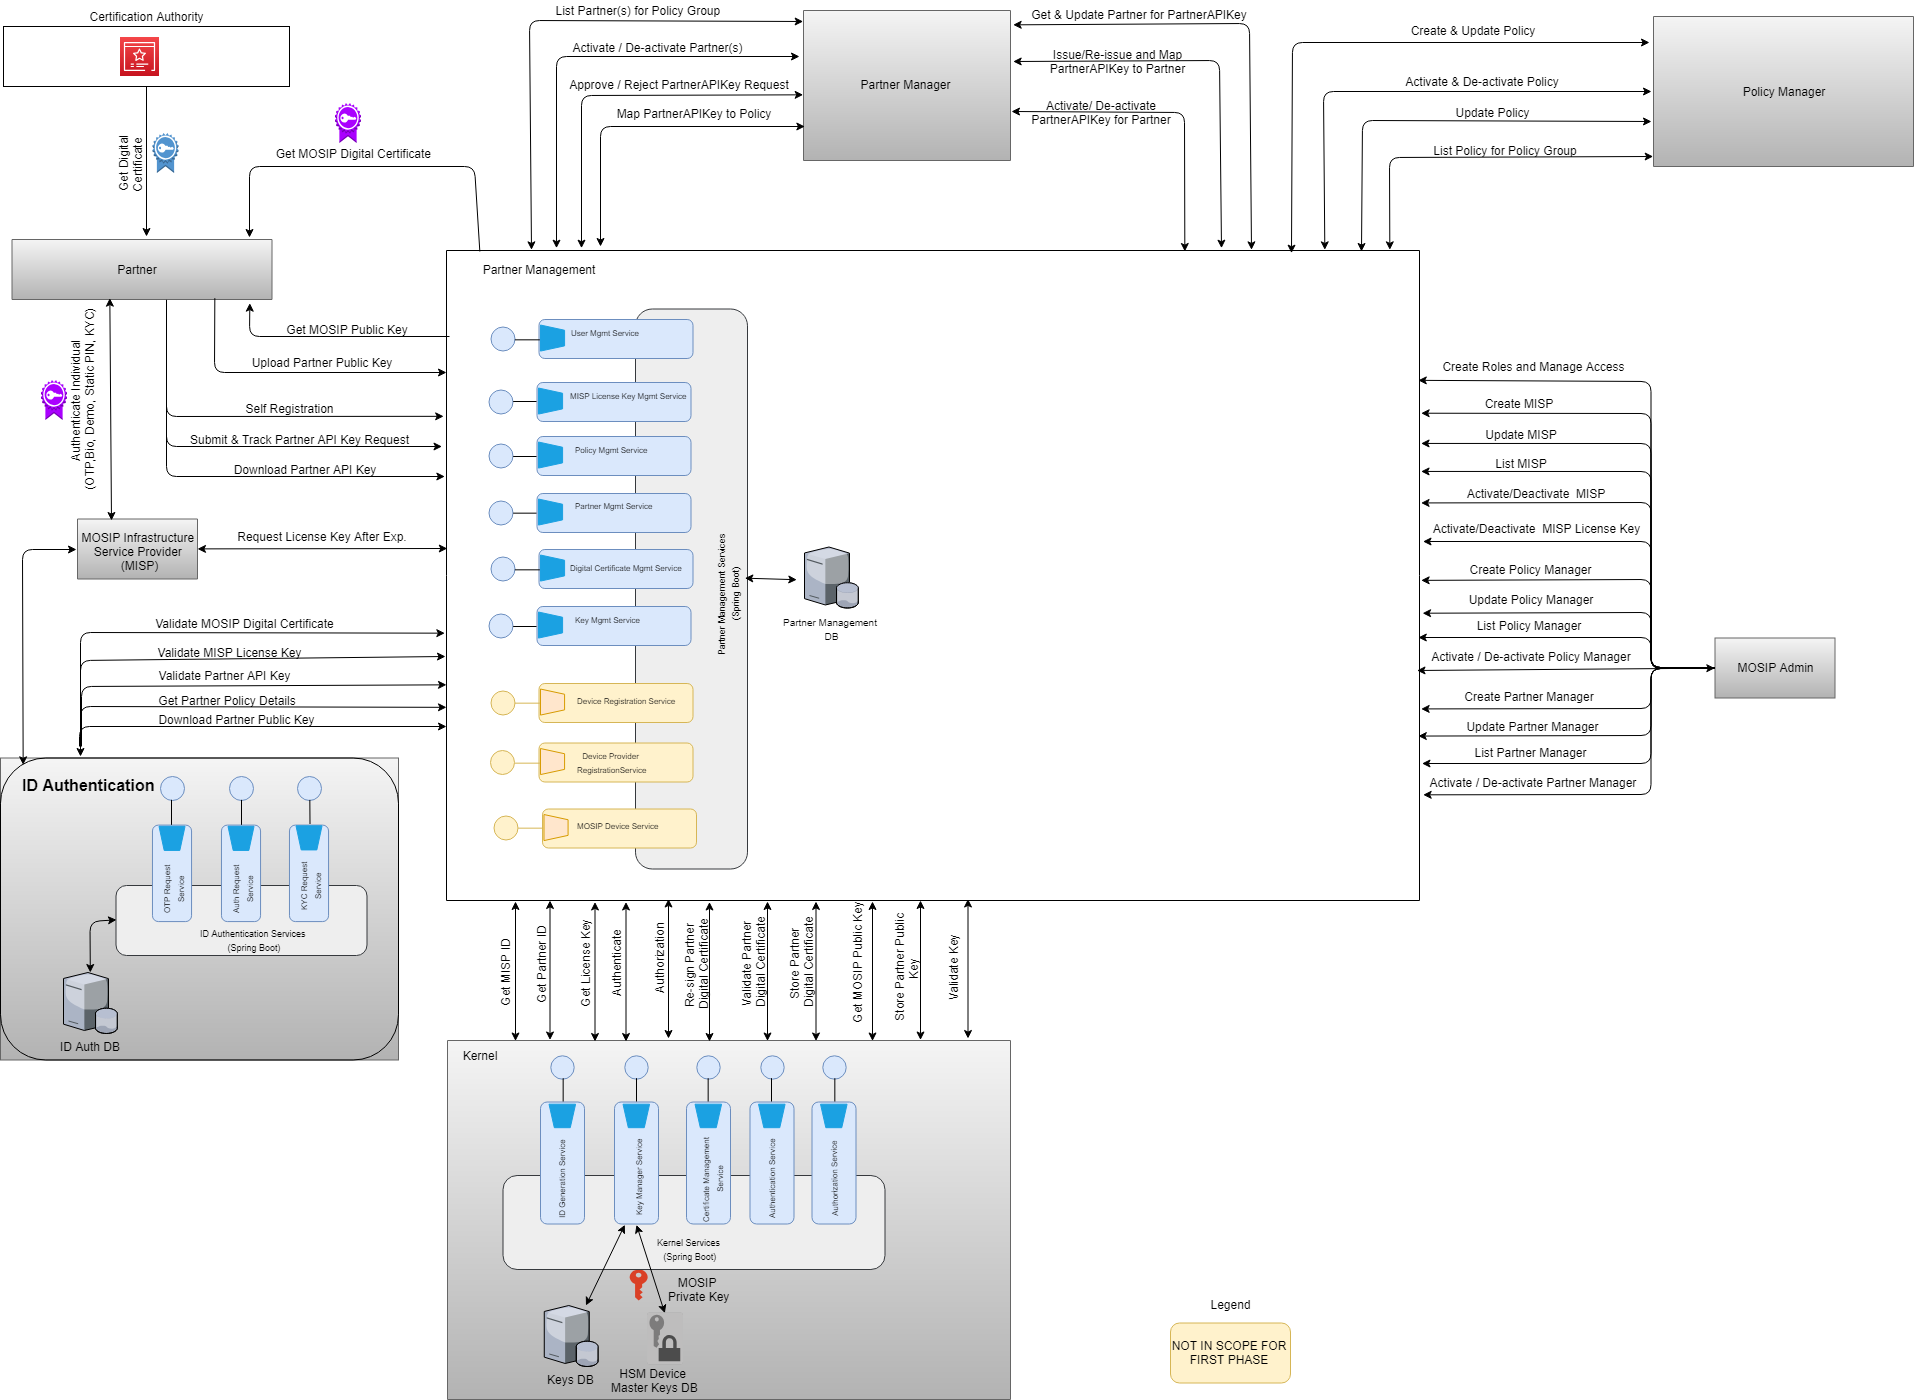 Certification Authority
Get Digital
Certificate
Get MOSIP Digital Certificate
List Partner(s) for Policy Group
Activate / De-activate Partner(s)
Approve / Reject PartnerAPIKey Request
Map PartnerAPIKey to Policy
Partner Manager
Get & Update Partner for PartnerAPIKey
Issue/Re-issue and Map
PartnerAPIKey to Partner
Activate/ De-activate
PartnerAPIKey for Partner
Create & Update Policy
Activate & De-activate Policy
Update Policy
List Policy for Policy Group
Policy Manager
Partner
Get MOSIP Public Key
Upload Partner Public Key
Self Registration
Submit & Track Partner API Key Request
Download Partner API Key
Authenticate Individual
(OTP,Bio, Demo, Static PIN, KYC)
MOSIP Infrastructure
Service Provider
(MISP)
Request License Key After Exp.
Validate MOSIP Digital Certificate
Validate MISP License Key
Validate Partner API Key
Get Partner Policy Details
Download Partner Public Key
Partner Management
User Mgmt Service
MISP License Key Mgmt Service
Policy Mgmt Service
Partner Mgmt Service
Digital Certificate Mgmt Service
Key Mgmt Service
Device Registration Service
Device Provider
RegistrationService
MOSIP Device Service
Partner Management Services
(Spring Boot)
Partner Management
DB
Create Roles and Manage Access
Create MISP
Update MISP
List MISP
Activate/Deactivate  MISP
Activate/Deactivate  MISP License Key
Create Policy Manager
Update Policy Manager
List Policy Manager
Activate / De-activate Policy Manager
Create Partner Manager
Update Partner Manager
List Partner Manager
Activate / De-activate Partner Manager
MOSIP Admin
ID Authentication
OTP Request
Service
Auth Request
Service
KYC Request
Service
ID Authentication Services
(Spring Boot)
ID Auth DB
Get MISP ID
Get Partner ID
Get License Key
Authenticate
Authorization
Re-sign Partner
Digital Certificate
Validate Partner
Digital Certificate
Store Partner
Digital Certificate
Get MOSIP Public Key
Store Partner Public
Key
Validate Key
Kernel
ID Generation Service
Key Manager Service
Certificate Management
Service
Authentication Service
Authorization Service
Kernel Services
(Spring Boot)
MOSIP
Private Key
Keys DB
HSM Device
Master Keys DB
Legend
NOT IN SCOPE FOR
FIRST PHASE